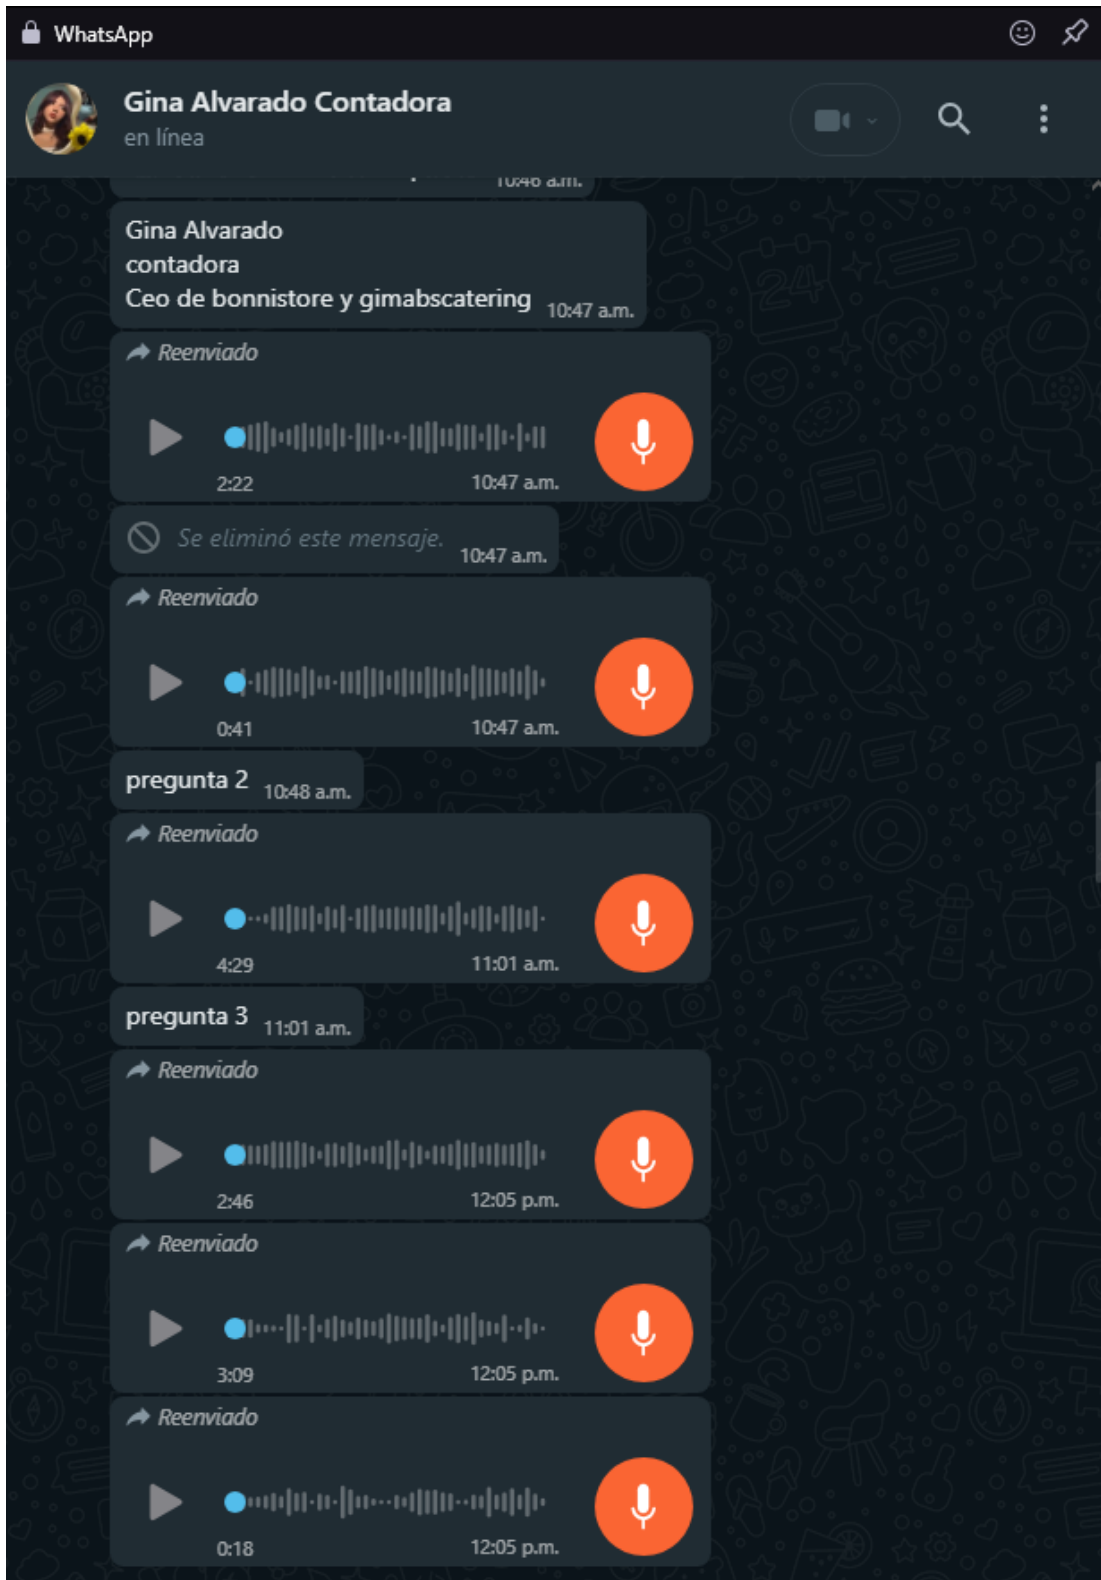 WhatsApp
Gina Alvarado Contadora
en línea
10:46 a.m.
Gina Alvarado
contadora
Ceo de bonnistore y gimabscatering 10:47 a.m.
Reenviado
2:22 10:47 a.m.
Se eliminó este mensaje. 10:47 a.m.
Reenviado
0:41 10:47 a.m.
pregunta 2 10:48 a.m.
Reenviado
4:29 11:01 a.m.
pregunta 3 11:01 a.m.
Reenviado
2:46 12:05 p.m.
Reenviado
3:09 12:05 p.m.
Reenviado
0:18 12:05 p.m.